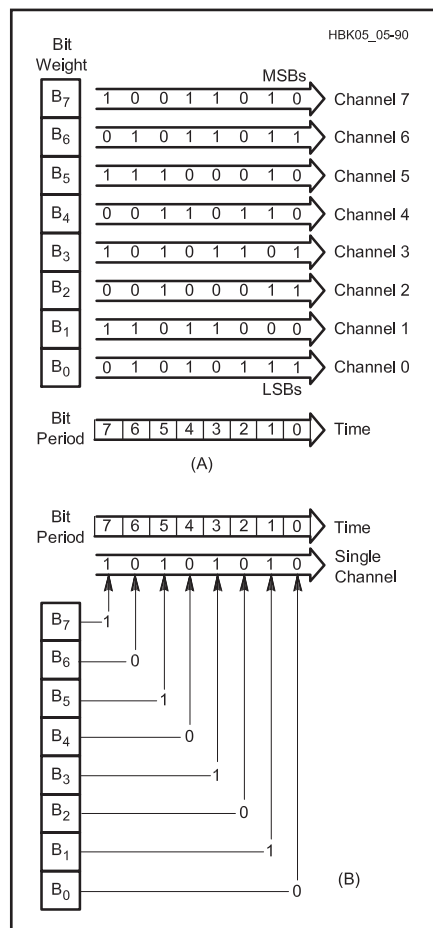 HBK05_05-90
Bit
Weight
MSBs
B7 1 0 0 1 1 0 1 0 Channel 7
B6 0 1 0 1 1 0 1 1 Channel 6
B5 1 1 1 0 0 0 1 0 Channel 5
B4 0 0 1 1 0 1 1 0 Channel 4
B3 1 0 1 0 1 1 0 1 Channel 3
B2 0 0 1 0 0 0 1 1 Channel 2
B1 1 1 0 1 1 0 0 0 Channel 1
B0 0 1 0 1 0 1 1 1 Channel 0
LSBs
Bit
Period
7 6 5 4 3 2 1 0 Time
(A)
Bit
Period
7 6 5 4 3 2 1 0 Time
1 0 1 0 1 0 1 0 Single
Channel
B7 1
B6 0
B5 1
B4 0
B3 1
B2 0
B1 1
B0 0
(B)